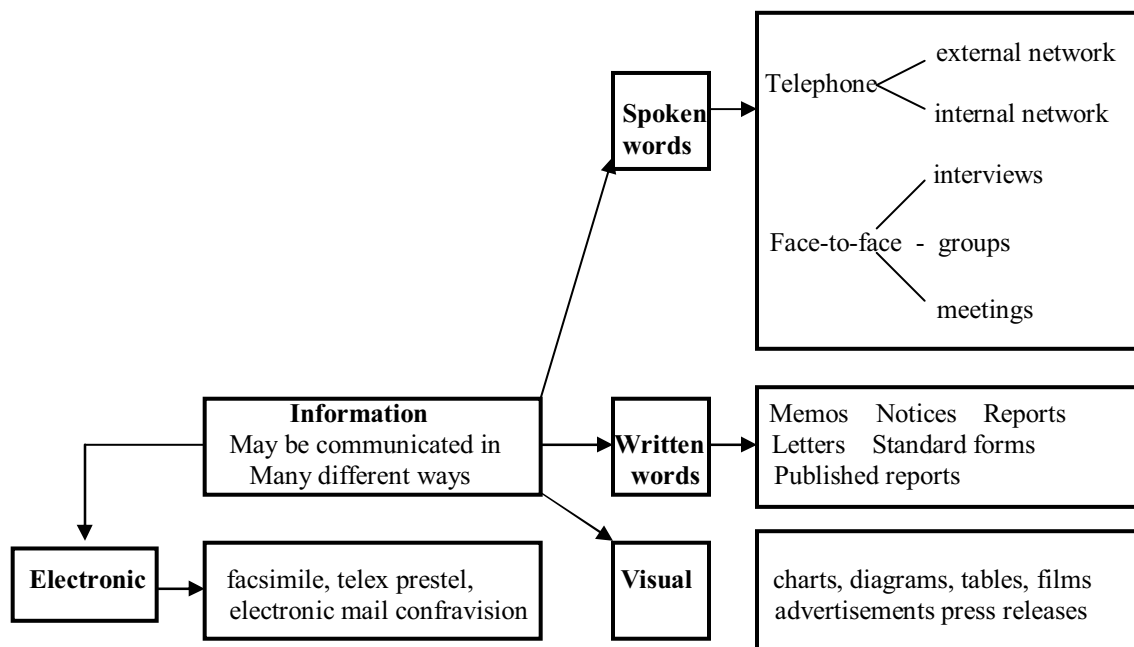 external network
Telephone
internal network
Spoken
words
interviews
Face-to-face - groups
meetings
Information
May be communicated in
Many different ways
Written
words
Memos Notices Reports
Letters Standard forms
Published reports
Electronic
facsimile, telex prestel,
electronic mail confravision
Visual
charts, diagrams, tables, films
advertisements press releases